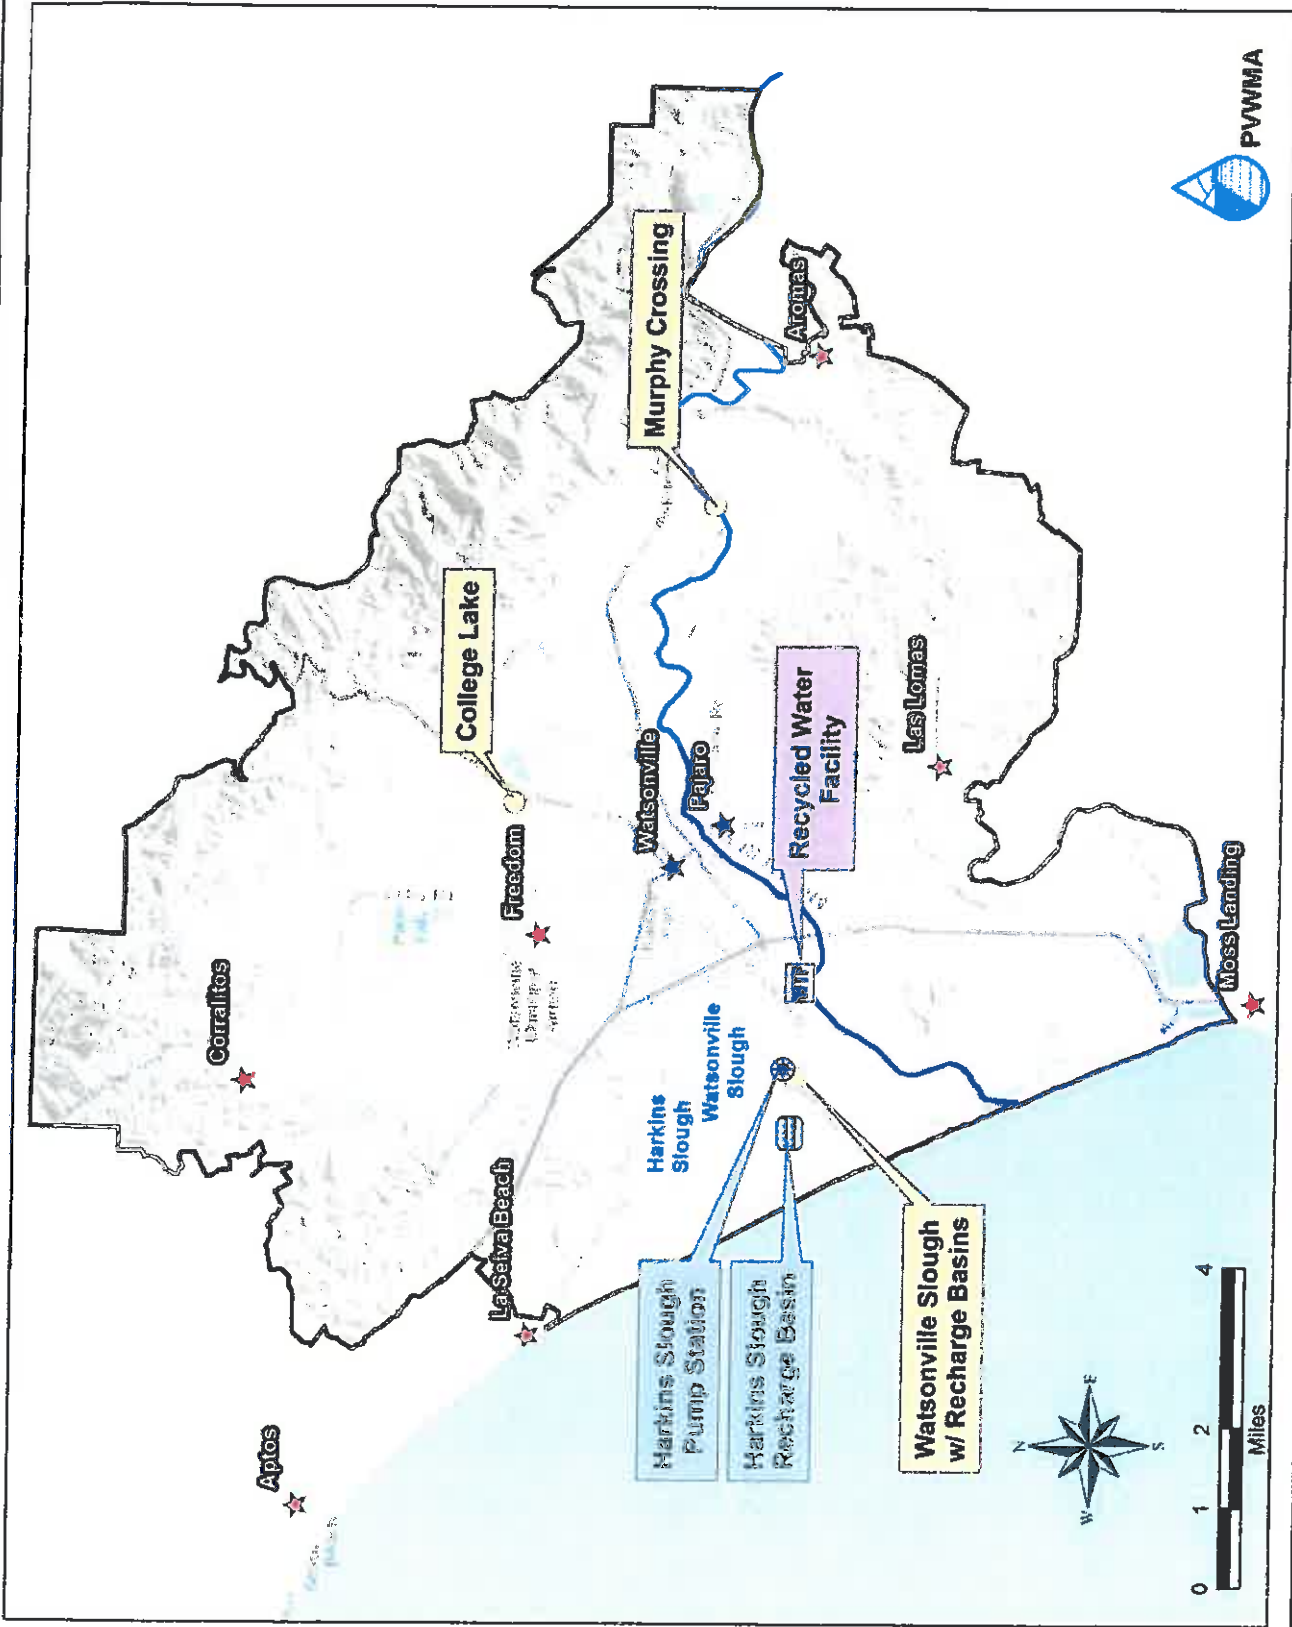 Corralitos
Aptos
College Lake
Freedom
La Selva Beach
Murphy Crossing
Watsonville
Pajaro
Aromas
Harkins
Slough
Watsonville
Slough
Harkins Slough
Pump Station
Harkins Slough
Recharge Basin
Recycled Water
Facility
Las Lomas
Watsonville Slough
w/ Recharge Basins
Moss Landing
N
W
E
S
0
1
2
4
Miles
PVWMA